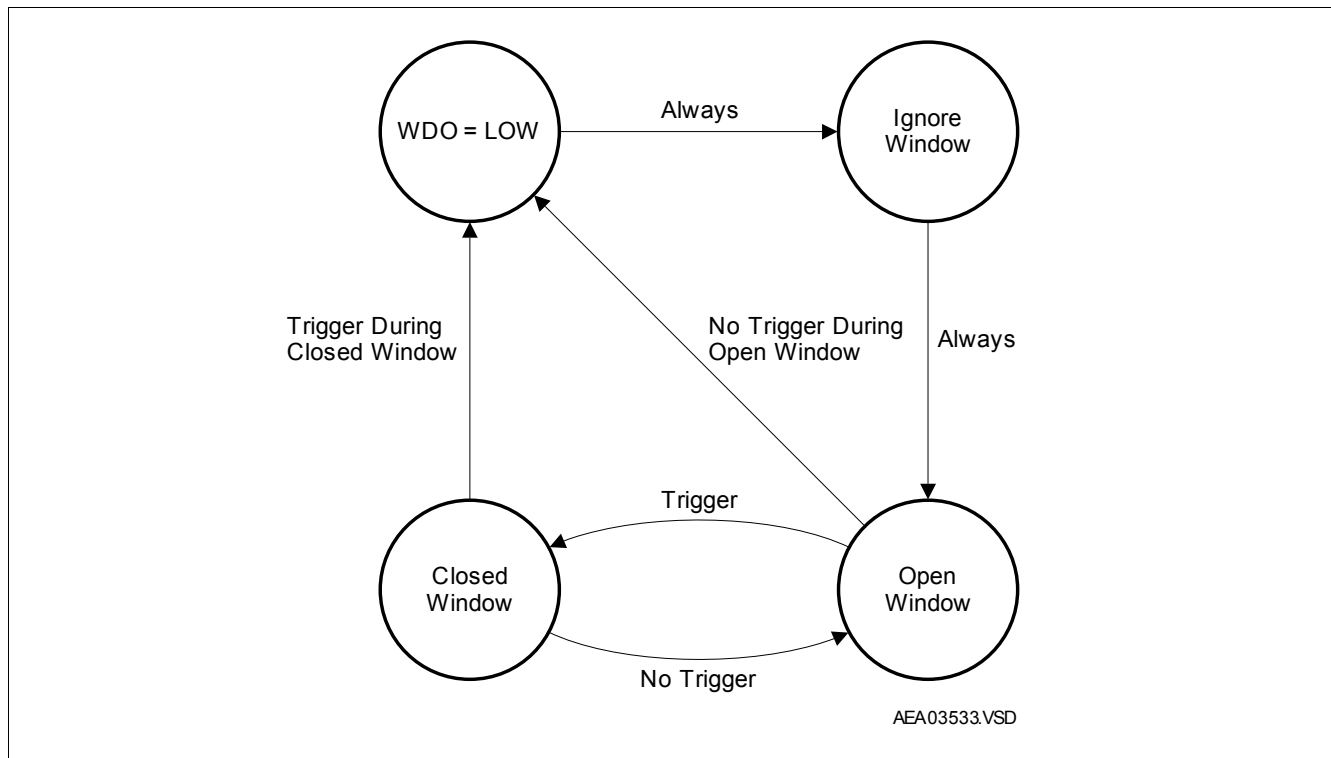 WDO = LOW
Always
Ignore
Window
Trigger During
Closed Window
No Trigger During
Open Window
Always
Trigger
Closed
Window
Open
Window
No Trigger
AEA03533.VSD